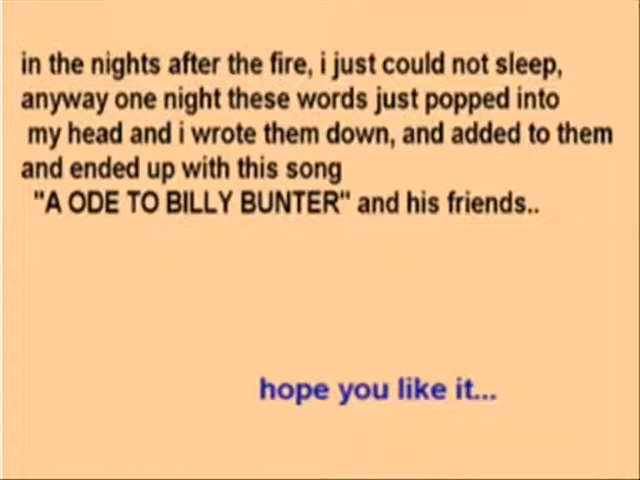 in the nights after the fire, i just could not sleep,
anyway one night these words just popped into
my head and i wrote them down, and added to them
and ended up with this song
"A ODE TO BILLY BUNTER" and his friends..
hope you like it...